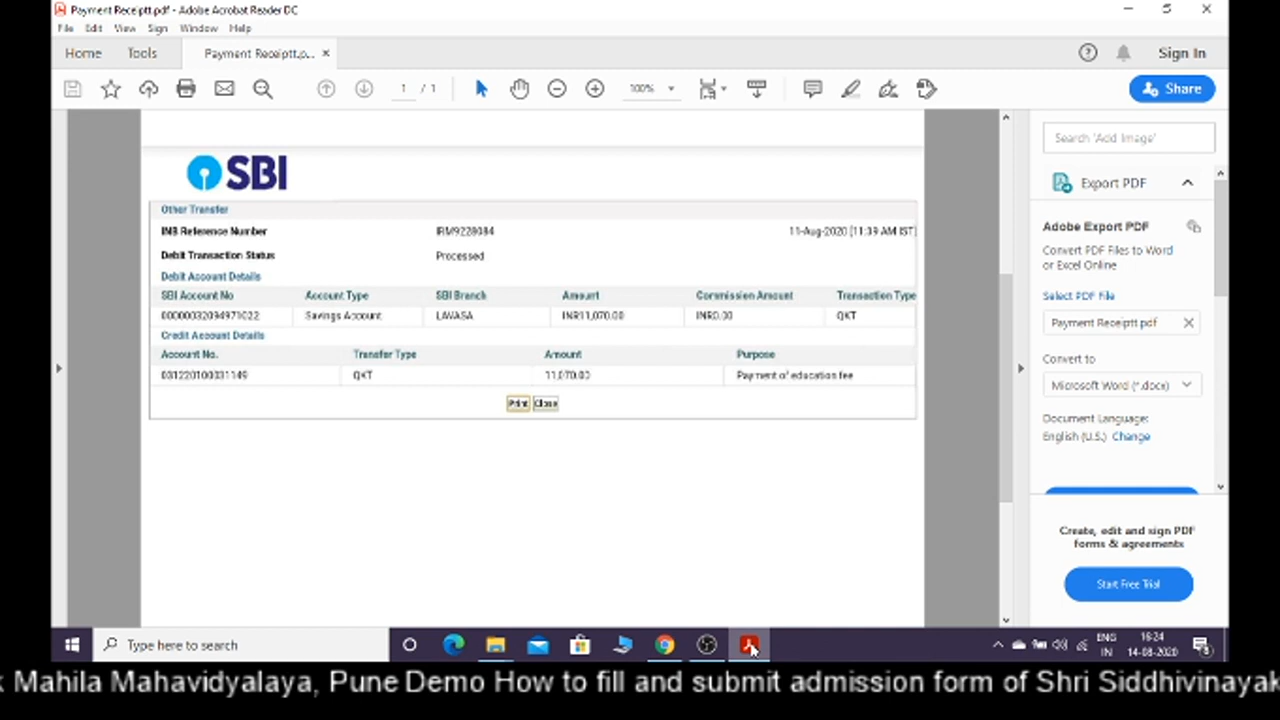 Payment Receiptt.pdf - Adobe Acrobat Reader DC
File Edit View Sign Window Help
Home Tools Payment Receiptt.p... × Sign In
1 / 1 100% Share
SBI
Other Transfer
INB Reference Number IRM9228084 11-Aug-2020 [11:39 AM IST]
Debit Transaction Status Processed
Debit Account Details
SBI Account No Account Type SBI Branch Amount Commission Amount Transaction Type
00000032094971022 Savings Account LAVASA INR11,070.00 INR0.00 QKT
Credit Account Details
Account No. Transfer Type Amount Purpose
031220100031149 QKT 11,070.00 Payment of education fee
Print Close
Search 'Add Image'
Export PDF
Adobe Export PDF
Convert PDF Files to Word
or Excel Online
Select PDF File
Payment Receiptt.pdf
Convert to
Microsoft Word (*.docx)
Document Language:
English (U.S.) Change
Create, edit and sign PDF
forms & agreements
Start Free Trial
Type here to search
ENG
IN
16:24
14-08-2020
Mahila Mahavidyalaya, Pune Demo How to fill and submit admission form of Shri Siddhivinayak